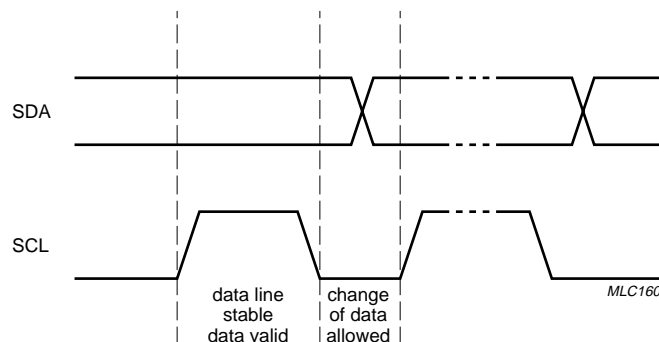 SDA
SCL
data line
stable
data valid
change
of data
allowed
MLC160